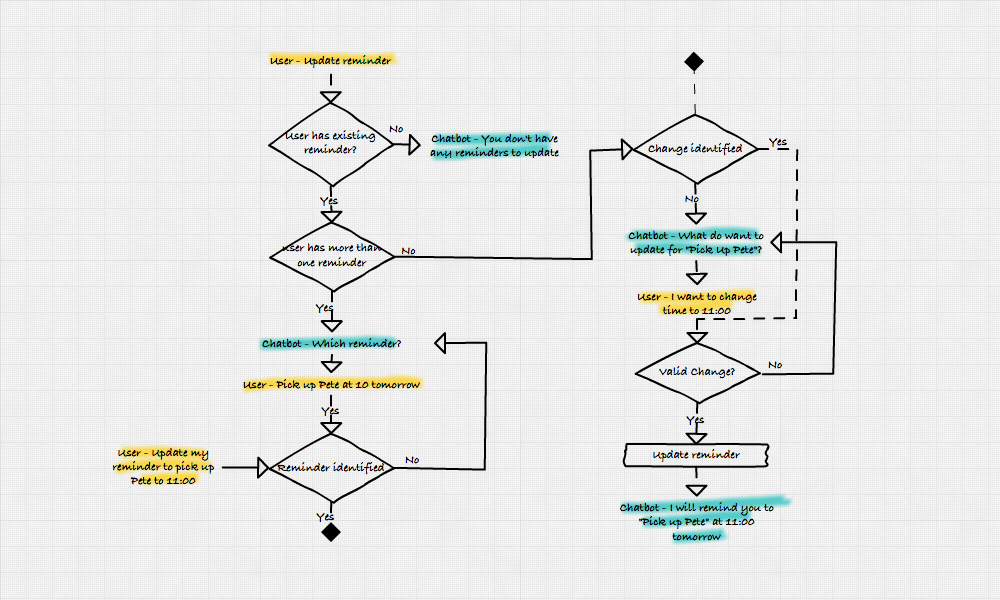 User - Update reminder
User has existing
reminder?
No
Chatbot - You don't have
any reminders to update
Yes
User has more than
one reminder
No
Yes
Chatbot - Which reminder?
User - Pick up Pete at 10 tomorrow
Yes
User - Update my
reminder to pick up
Pete to 11:00
Reminder identified
No
Yes
Change identified
Yes
No
Chatbot - What do want to
update for "Pick Up Pete"?
User - I want to change
time to 11:00
Valid Change?
No
Yes
Update reminder
Chatbot - I will remind you to
"Pick up Pete" at 11:00
tomorrow